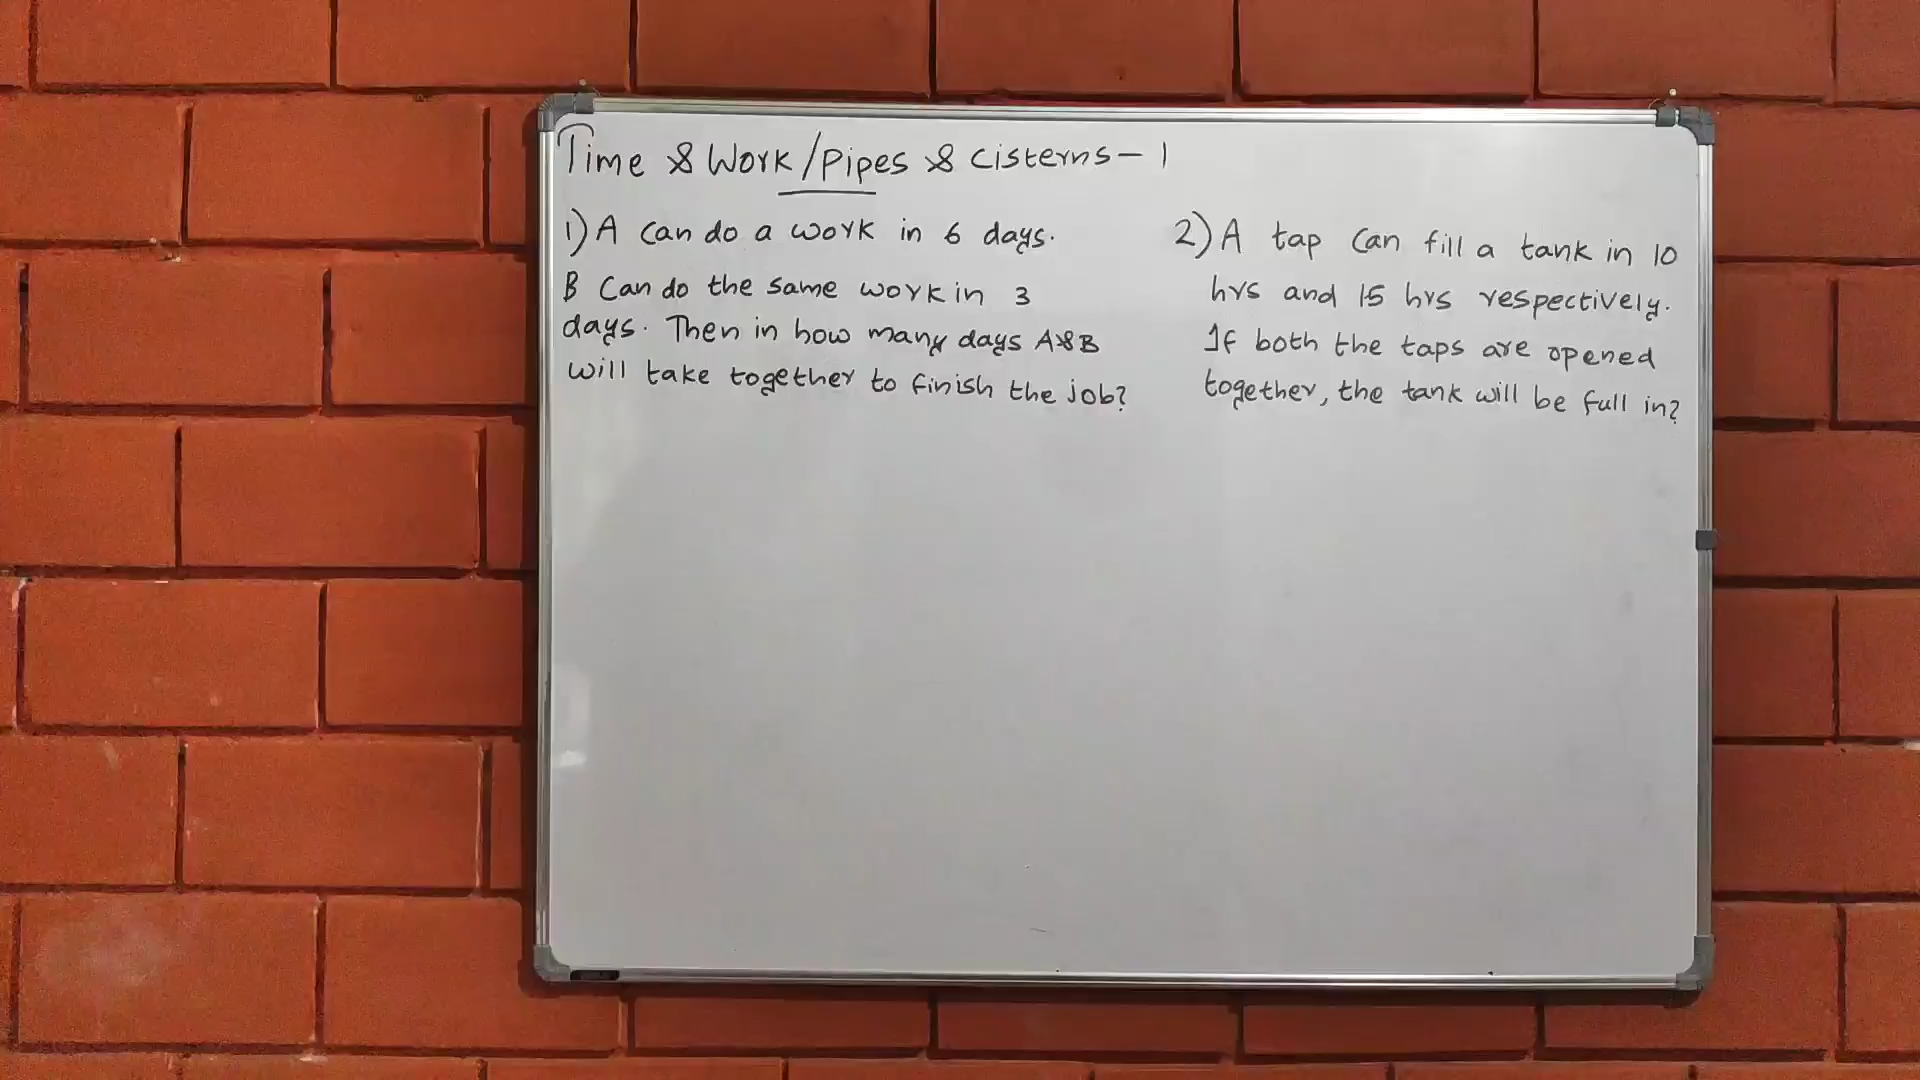 Time & Work/Pipes & Cisterns - 1
1) A can do a work in 6 days.
B can do the same work in 3
days. Then in how many days A&B
will take together to finish the job?
2) A tap can fill a tank in 10
hrs and 15 hrs respectively.
If both the taps are opened
together, the tank will be full in?